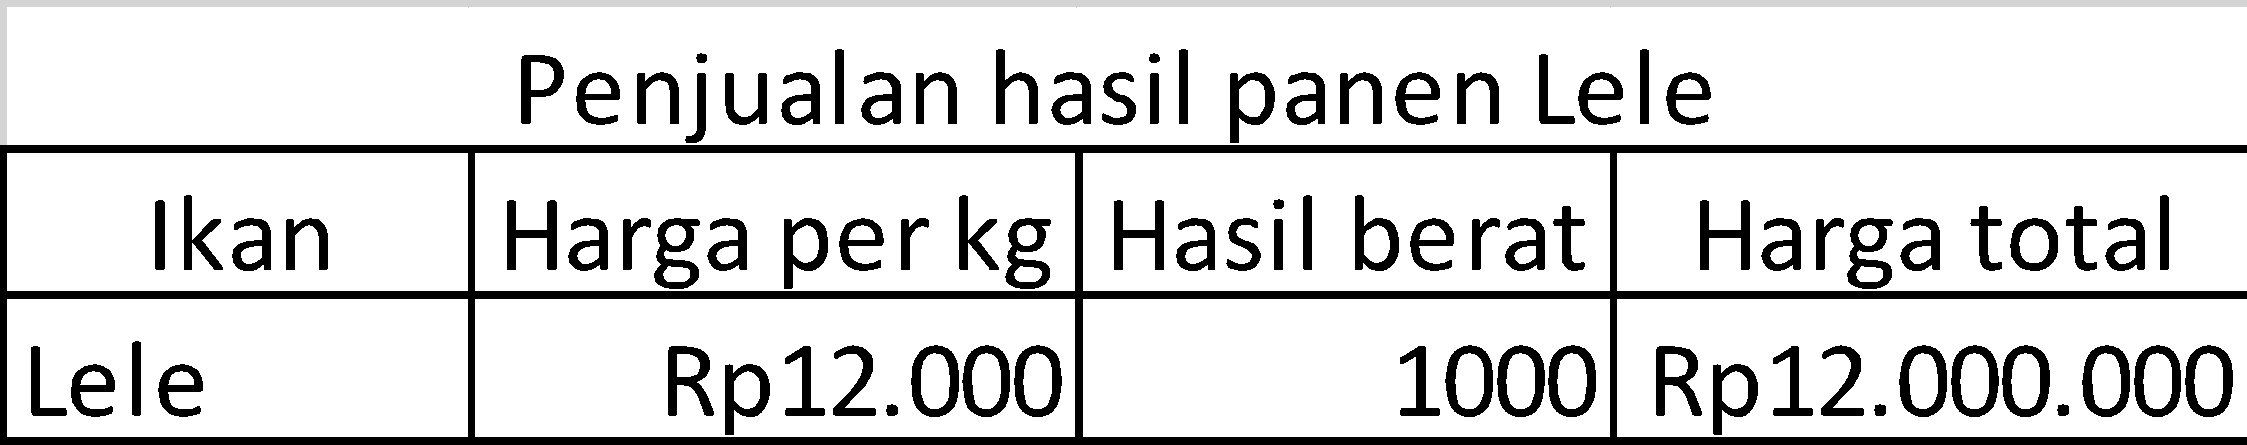 Penjualan hasil panen Lele
Ikan Harga per kg Hasil berat Harga total
Lele Rp12.000 1000 Rp12.000.000